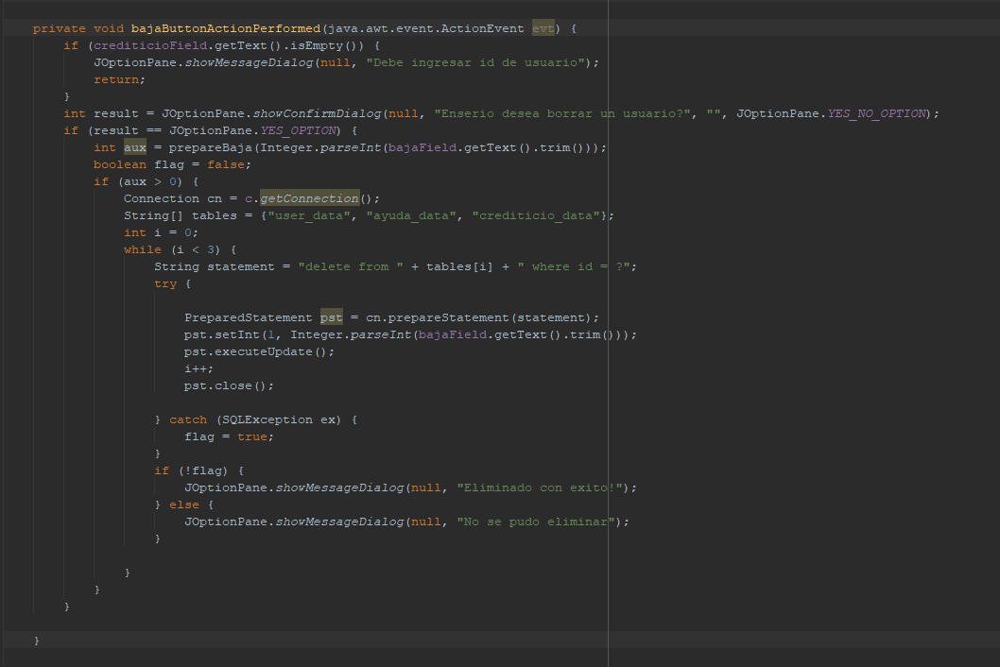 private void bajaButtonActionPerformed(java.awt.event.ActionEvent evt) {
if (crediticioField.getText().isEmpty()) {
JOptionPane.showMessageDialog(null, "Debe ingresar id de usuario");
return;
}
int result = JOptionPane.showConfirmDialog(null, "Enserio desea borrar un usuario?", "", JOptionPane.YES_NO_OPTION);
if (result == JOptionPane.YES_OPTION) {
int aux = prepareBaja(Integer.parseInt(bajaField.getText().trim()));
boolean flag = false;
if (aux > 0) {
Connection cn = c.getConnection();
String[] tables = {"user_data", "ayuda_data", "crediticio_data"};
int i = 0;
while (i < 3) {
String statement = "delete from " + tables[i] + " where id = ?";
try {
PreparedStatement pst = cn.prepareStatement(statement);
pst.setInt(1, Integer.parseInt(bajaField.getText().trim()));
pst.executeUpdate();
i++;
pst.close();
} catch (SQLException ex) {
flag = true;
}
if (!flag) {
JOptionPane.showMessageDialog(null, "Eliminado con exito!");
} else {
JOptionPane.showMessageDialog(null, "No se pudo eliminar");
}
}
}
}
}